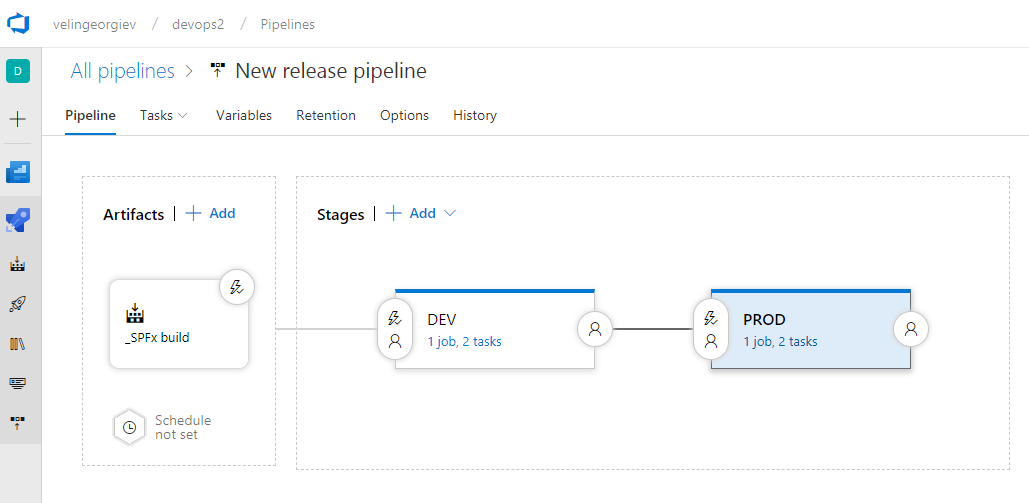 velingeorgiev / devops2 / Pipelines
D
All pipelines > New release pipeline
Pipeline Tasks Variables Retention Options History
Artifacts | + Add
Stages | + Add
_SPFx build
Schedule
not set
DEV
1 job, 2 tasks
PROD
1 job, 2 tasks